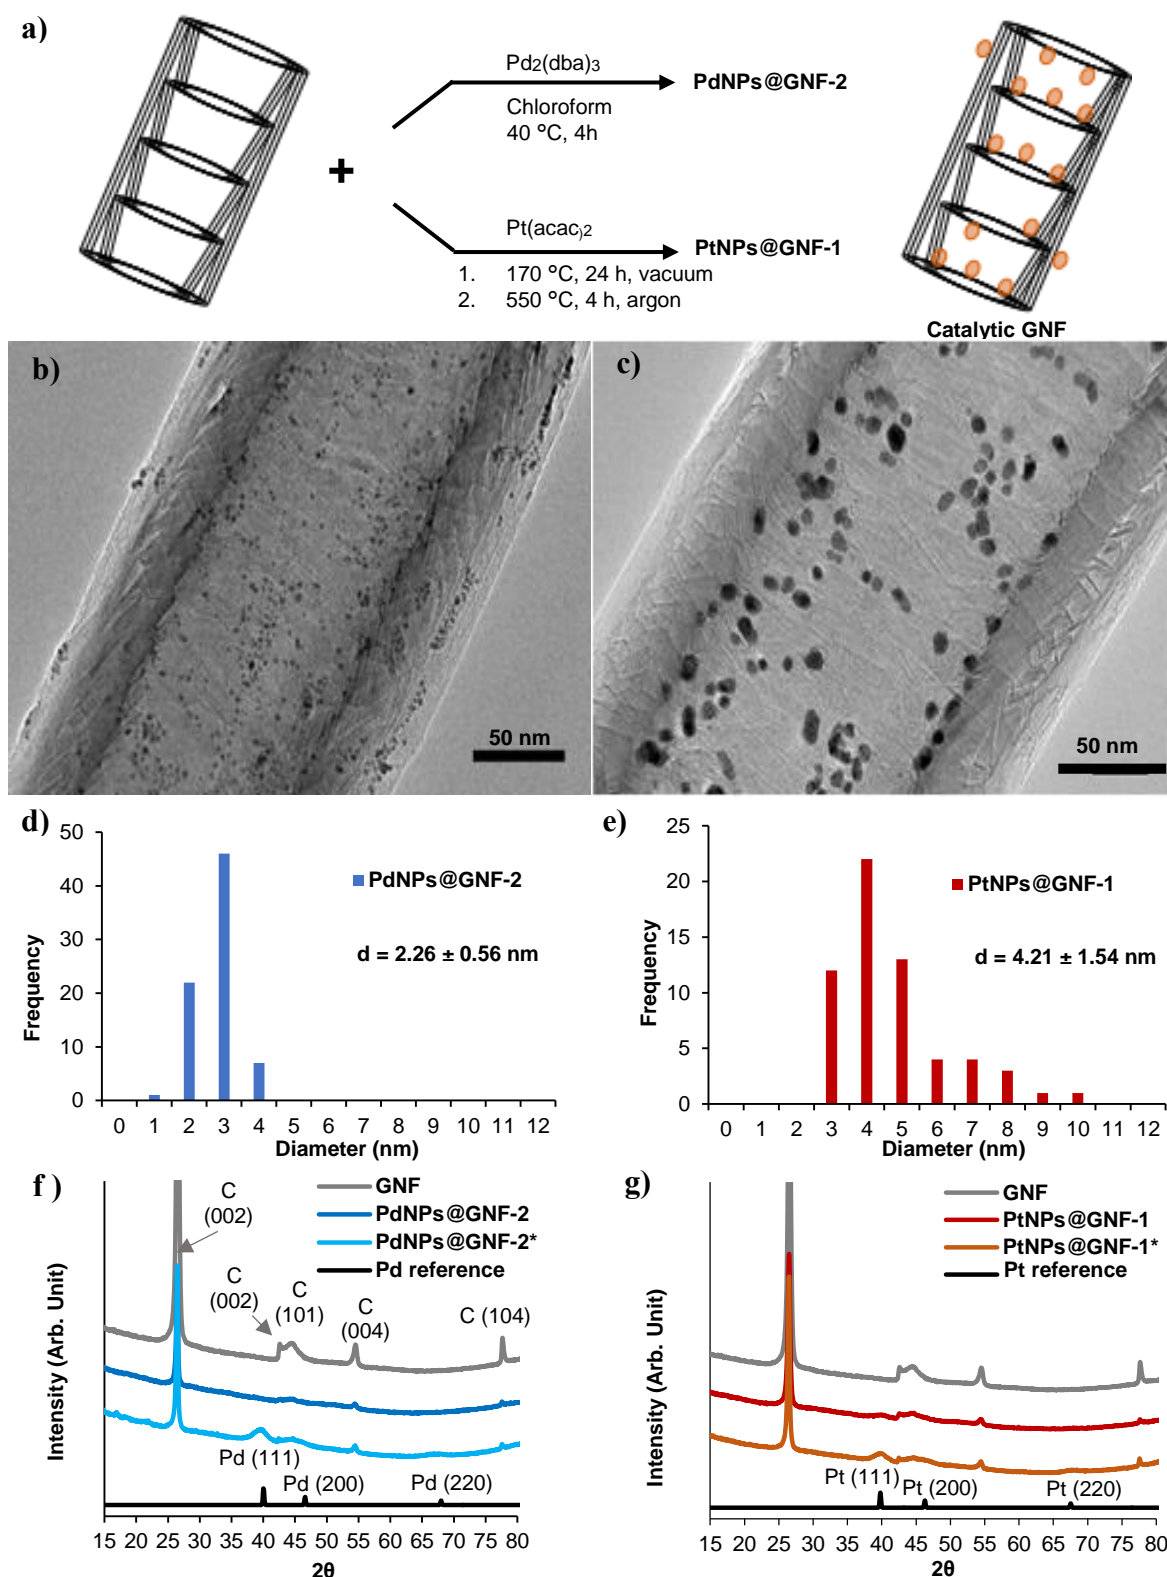 a)
Pd2(dba)3
Chloroform
40 °C, 4h
PdNPs@GNF-2
+
Pt(acac)2
1. 170 °C, 24 h, vacuum
2. 550 °C, 4 h, argon
PtNPs@GNF-1
Catalytic GNF
b)
50 nm
c)
50 nm
d)
50
40
30
20
10
0
Frequency
PdNPs@GNF-2
d = 2.26 ± 0.56 nm
0 1 2 3 4 5 6 7 8 9 10 11 12
Diameter (nm)
e)
25
20
15
10
5
0
Frequency
PtNPs@GNF-1
d = 4.21 ± 1.54 nm
0 1 2 3 4 5 6 7 8 9 10 11 12
Diameter (nm)
f )
GNF
PdNPs@GNF-2
PdNPs@GNF-2*
Pd reference
C
(002)
C
(002)
C
(101)
C
(004)
C (104)
Pd (111)
Pd (200)
Pd (220)
Intensity (Arb. Unit)
15 20 25 30 35 40 45 50 55 60 65 70 75 80
2θ
g)
GNF
PtNPs@GNF-1
PtNPs@GNF-1*
Pt reference
Pt (111)
Pt (200)
Pt (220)
Intensity (Arb. Unit)
15 20 25 30 35 40 45 50 55 60 65 70 75 80
2θ